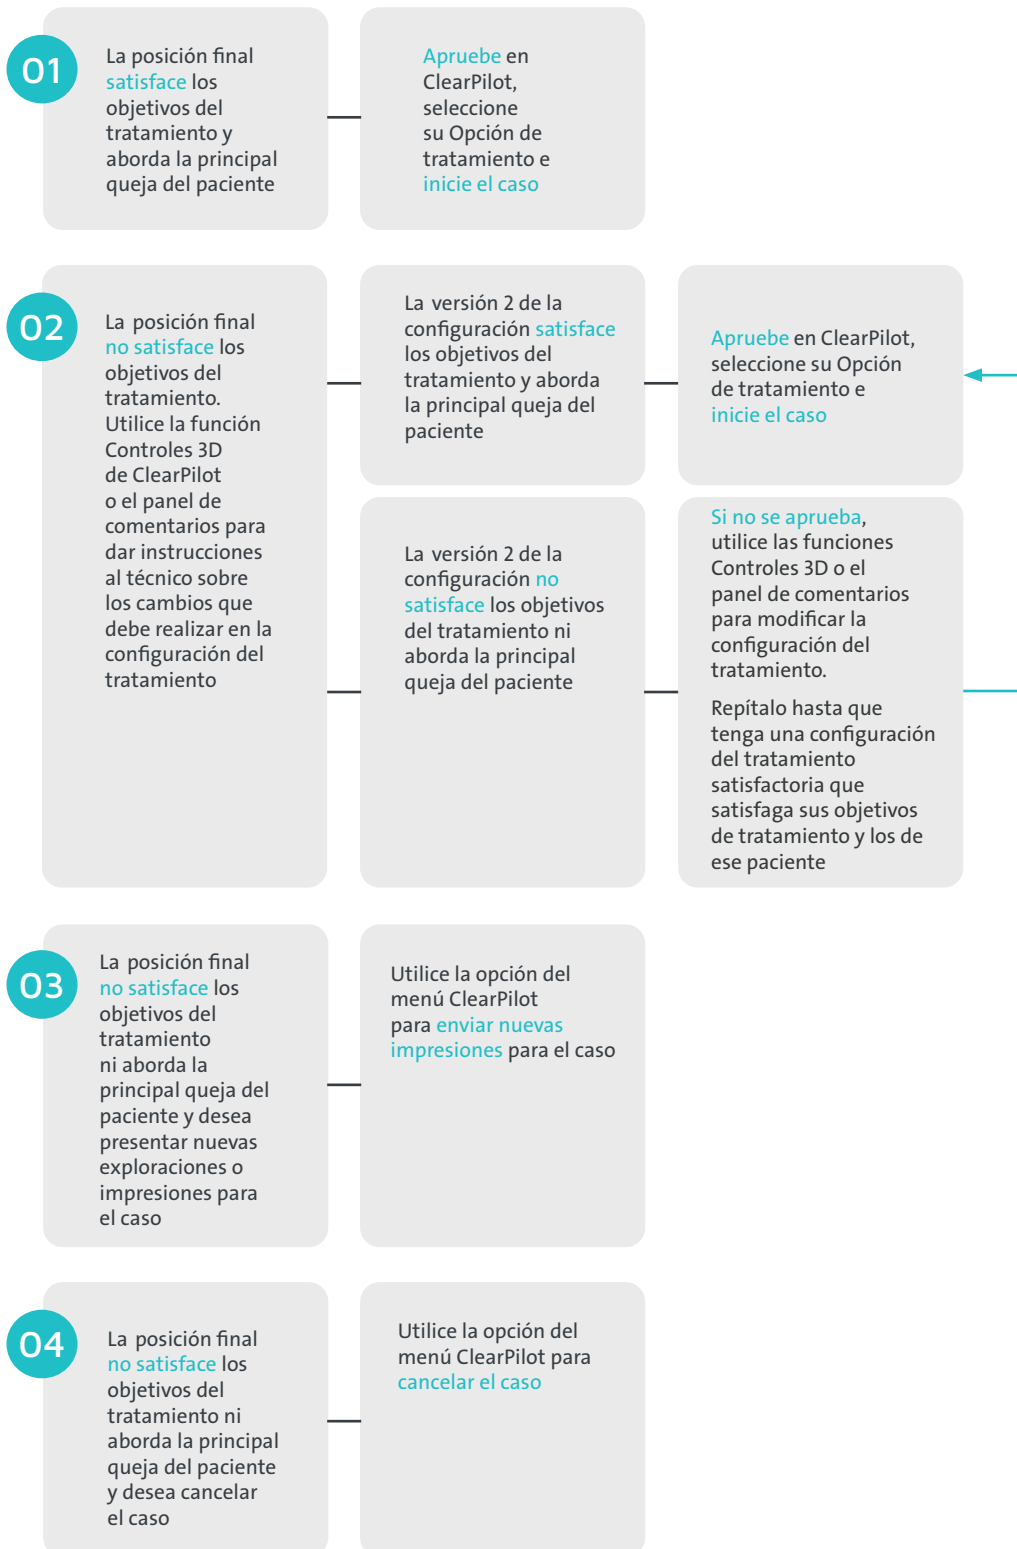 01
La posición final
satisface los
objetivos del
tratamiento y
aborda la principal
queja del paciente
Apruebe en
ClearPilot,
seleccione
su Opción de
tratamiento e
inicie el caso
02
La posición final
no satisface los
objetivos del
tratamiento.
Utilice la función
Controles 3D
de ClearPilot
o el panel de
comentarios para
dar instrucciones
al técnico sobre
los cambios que
debe realizar en la
configuración del
tratamiento
La versión 2 de la
configuración satisface
los objetivos del
tratamiento y aborda
la principal queja del
paciente
Apruebe en ClearPilot,
seleccione su Opción
de tratamiento e
inicie el caso
La versión 2 de la
configuración no
satisface los objetivos
del tratamiento ni
aborda la principal
queja del paciente
Si no se aprueba,
utilice las funciones
Controles 3D o el
panel de comentarios
para modificar la
configuración del
tratamiento.
Repítalo hasta que
tenga una configuración
del tratamiento
satisfactoria que
satisfaga sus objetivos
de tratamiento y los de
ese paciente
03
La posición final
no satisface los
objetivos del
tratamiento
ni aborda la
principal queja del
paciente y desea
presentar nuevas
exploraciones o
impresiones para
el caso
Utilice la opción del
menú ClearPilot
para enviar nuevas
impresiones para el caso
04
La posición final
no satisface los
objetivos del
tratamiento ni
aborda la principal
queja del paciente
y desea cancelar
el caso
Utilice la opción del
menú ClearPilot para
cancelar el caso